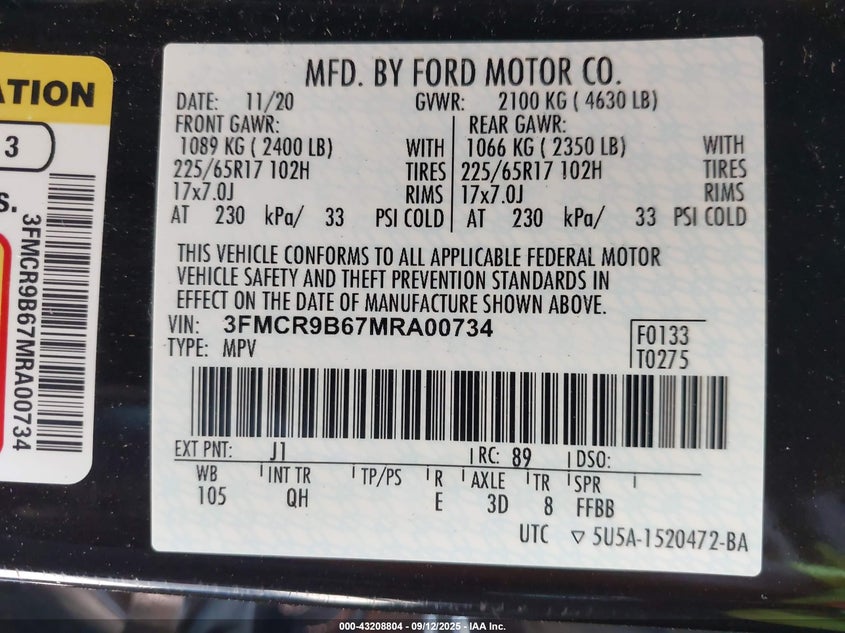 ATION
3
S.
3FMCR9B67MRA00734
MFD. BY FORD MOTOR CO.
DATE: 11/20 GVWR: 2100 KG ( 4630 LB)
FRONT GAWR: REAR GAWR:
1089 KG ( 2400 LB) WITH 1066 KG ( 2350 LB) WITH
225/65R17 102H TIRES 225/65R17 102H TIRES
17x7.0J RIMS 17x7.0J RIMS
AT 230 kPa/ 33 PSI COLD AT 230 kPa/ 33 PSI COLD
THIS VEHICLE CONFORMS TO ALL APPLICABLE FEDERAL MOTOR
VEHICLE SAFETY AND THEFT PREVENTION STANDARDS IN
EFFECT ON THE DATE OF MANUFACTURE SHOWN ABOVE.
VIN: 3FMCR9B67MRA00734
F0133
TYPE: MPV
T0275
EXT PNT: J1 RC: 89 DSO:
WB INT TR TP/PS R AXLE TR SPR
105 QH E 3D 8 FFBB
UTC ▽ 5U5A-1520472-BA
000-43208804 - 09/12/2025 - IAA Inc.